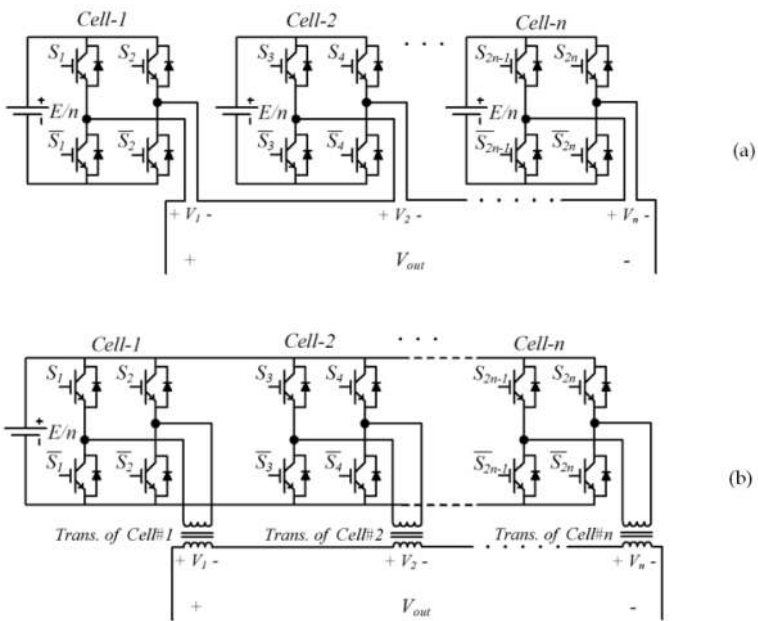 Cell-1 Cell-2 . . . Cell-n
S1 S2 S3 S4 S2n-1 S2n
+ E/n - + E/n - + E/n -
S̅1 S̅2 S̅3 S̅4 S̅2n-1 S̅2n
(a)
+ V1 - + V2 - . . . . . . + Vn -
+ Vout -
Cell-1 Cell-2 . . . Cell-n
S1 S2 S3 S4 S2n-1 S2n
+ E/n -
S̅1 S̅2 S̅3 S̅4 S̅2n-1 S̅2n
(b)
Trans. of Cell#1 Trans. of Cell#2 Trans. of Cell#n
+ V1 - + V2 - . . . . . . + Vn -
+ Vout -